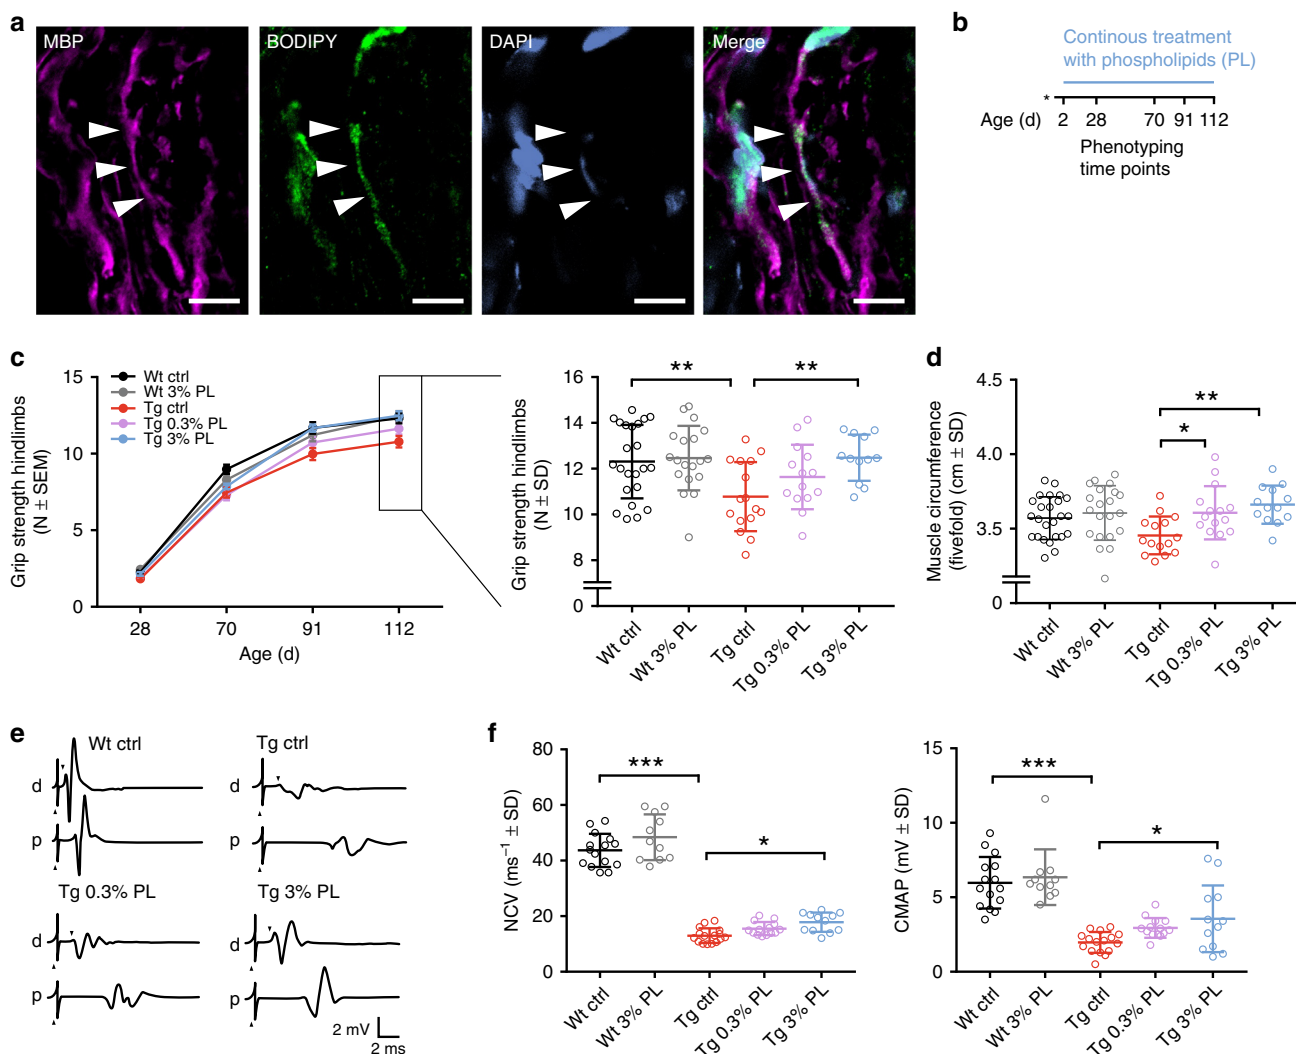 a
MBP
BODIPY
DAPI
Merge
b
Continous treatment
with phospholipids (PL)
*
Age (d)
2 28 70 91 112
Phenotyping
time points
c
Grip strength hindlimbs
(N ± SEM)
15
10
5
0
28 70 91 112
Age (d)
Wt ctrl
Wt 3% PL
Tg ctrl
Tg 0.3% PL
Tg 3% PL
Grip strength hindlimbs
(N ± SD)
16
14
12
10
8
0
** **
Wt ctrl
Wt 3% PL
Tg ctrl
Tg 0.3% PL
Tg 3% PL
d
Muscle circumference
(fivefold) (cm ± SD)
4.5
4.0
3.5
0
**
*
Wt ctrl
Wt 3% PL
Tg ctrl
Tg 0.3% PL
Tg 3% PL
e
Wt ctrl
d
p
Tg ctrl
d
p
Tg 0.3% PL
d
p
Tg 3% PL
d
p
2 mV
2 ms
f
NCV (ms⁻¹ ± SD)
80
60
40
20
0
***
*
Wt ctrl
Wt 3% PL
Tg ctrl
Tg 0.3% PL
Tg 3% PL
CMAP (mV ± SD)
15
10
5
0
***
*
Wt ctrl
Wt 3% PL
Tg ctrl
Tg 0.3% PL
Tg 3% PL